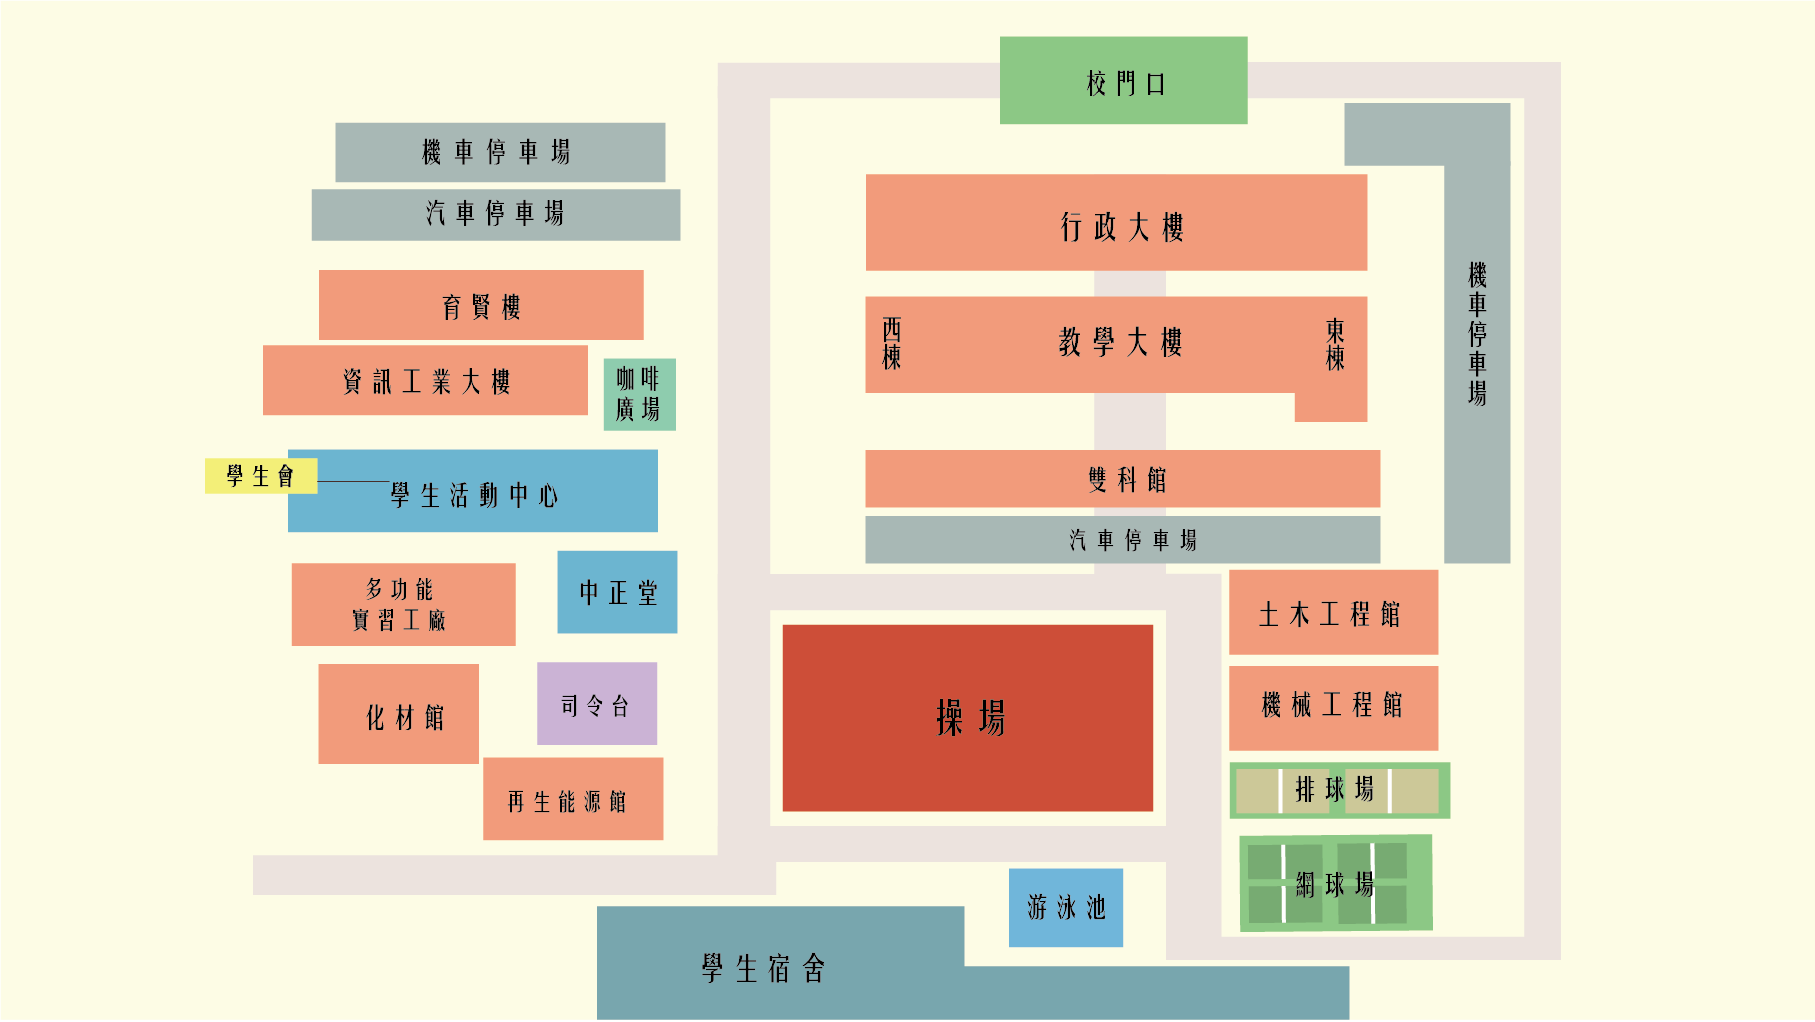 校門口
機車停車場
汽車停車場
行政大樓
育賢樓
機車停車場
西棟
教學大樓
東棟
資訊工業大樓
咖啡
廣場
學生會
學生活動中心
雙科館
汽車停車場
多功能
實習工廠
中正堂
土木工程館
化材館
司令台
操場
機械工程館
再生能源館
排球場
網球場
游泳池
學生宿舍